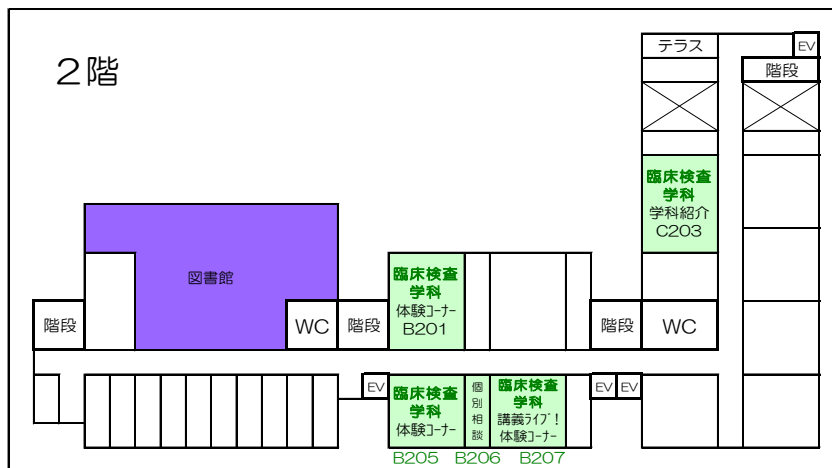 2階
テラス
EV
階段
臨床検査
学科
学科紹介
C203
図書館
臨床検査
学科
体験コーナー
B201
階段
WC
階段
階段
WC
EV
臨床検査
学科
体験コーナー
個別相談
臨床検査
学科
講義ライブ!
体験コーナー
EV
EV
B205
B206
B207